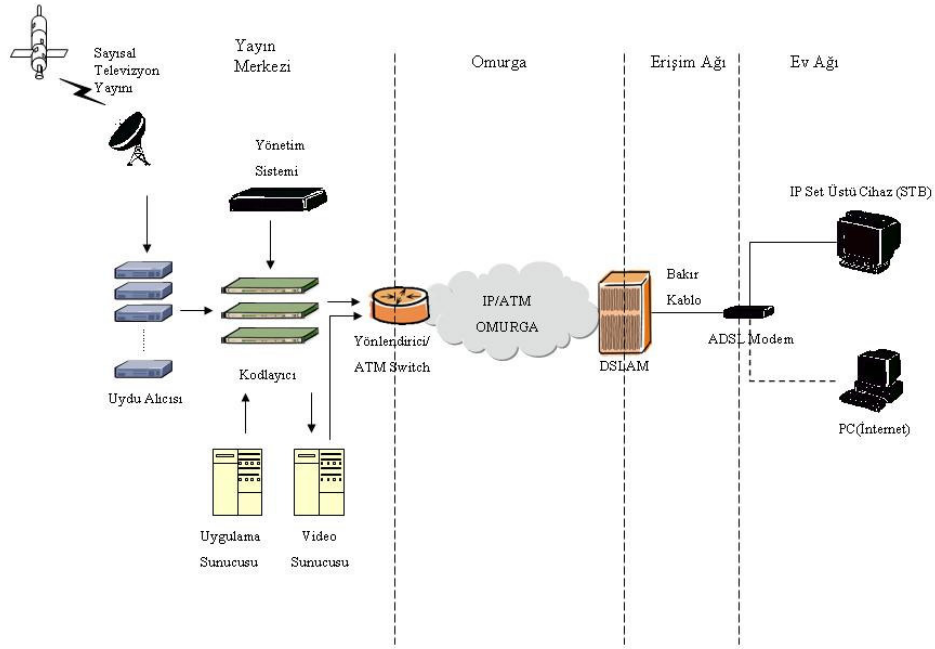 Yayın
Merkezi
Omurga
Erişim Ağı
Ev Ağı
Sayısal
Televizyon
Yayını
Yönetim
Sistemi
IP Set Üstü Cihaz (STB)
Bakır
Kablo
IP/ATM
OMURGA
Yönlendirici/
ATM Switch
ADSL Modem
DSLAM
Kodlayıcı
Uydu Alıcısı
PC(İnternet)
Uygulama
Sunucusu
Video
Sunucusu